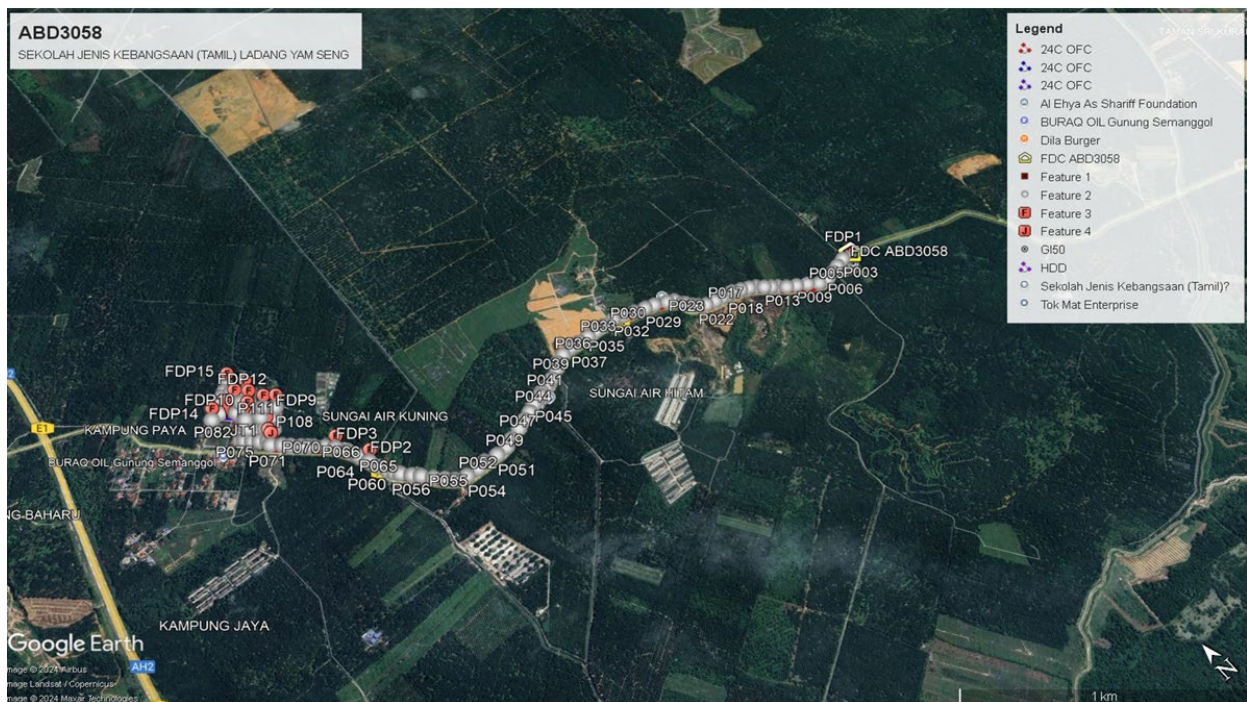 ABD3058
SEKOLAH JENIS KEBANGSAAN (TAMIL) LADANG YAM SENG
Legend
24C OFC
24C OFC
24C OFC
Al Ehya As Shariff Foundation
BURAQ OIL Gunung Semanggol
Dila Burger
FDC ABD3058
Feature 1
Feature 2
F Feature 3
J Feature 4
GI50
HDD
Sekolah Jenis Kebangsaan (Tamil)?
Tok Mat Enterprise
FDP1
FDC ABD3058
P005
P003
P006
P009
P013
P017
P018
P023
P022
P030
P029
P033
P032
P035
P036
P037
P039
P041
P044
P045
P047
P049
P052
P051
P055
P054
P056
P060
P065
P064
P066
FDP2
FDP3
P070
P071
P075
SUNGAI AIR HITAM
SUNGAI AIR KUNING
FDP15
FDP12
FDP10
FDP9
FDP14
P111
P108
P082
JT1
KAMPUNG PAYA
BURAQ OIL Gunung Semanggol
E1
NG-BAHARU
KAMPUNG JAYA
AH2
Google Earth
Image © 2024 Airbus
Image Landsat / Copernicus
Image © 2024 Maxar Technologies
N
1 km